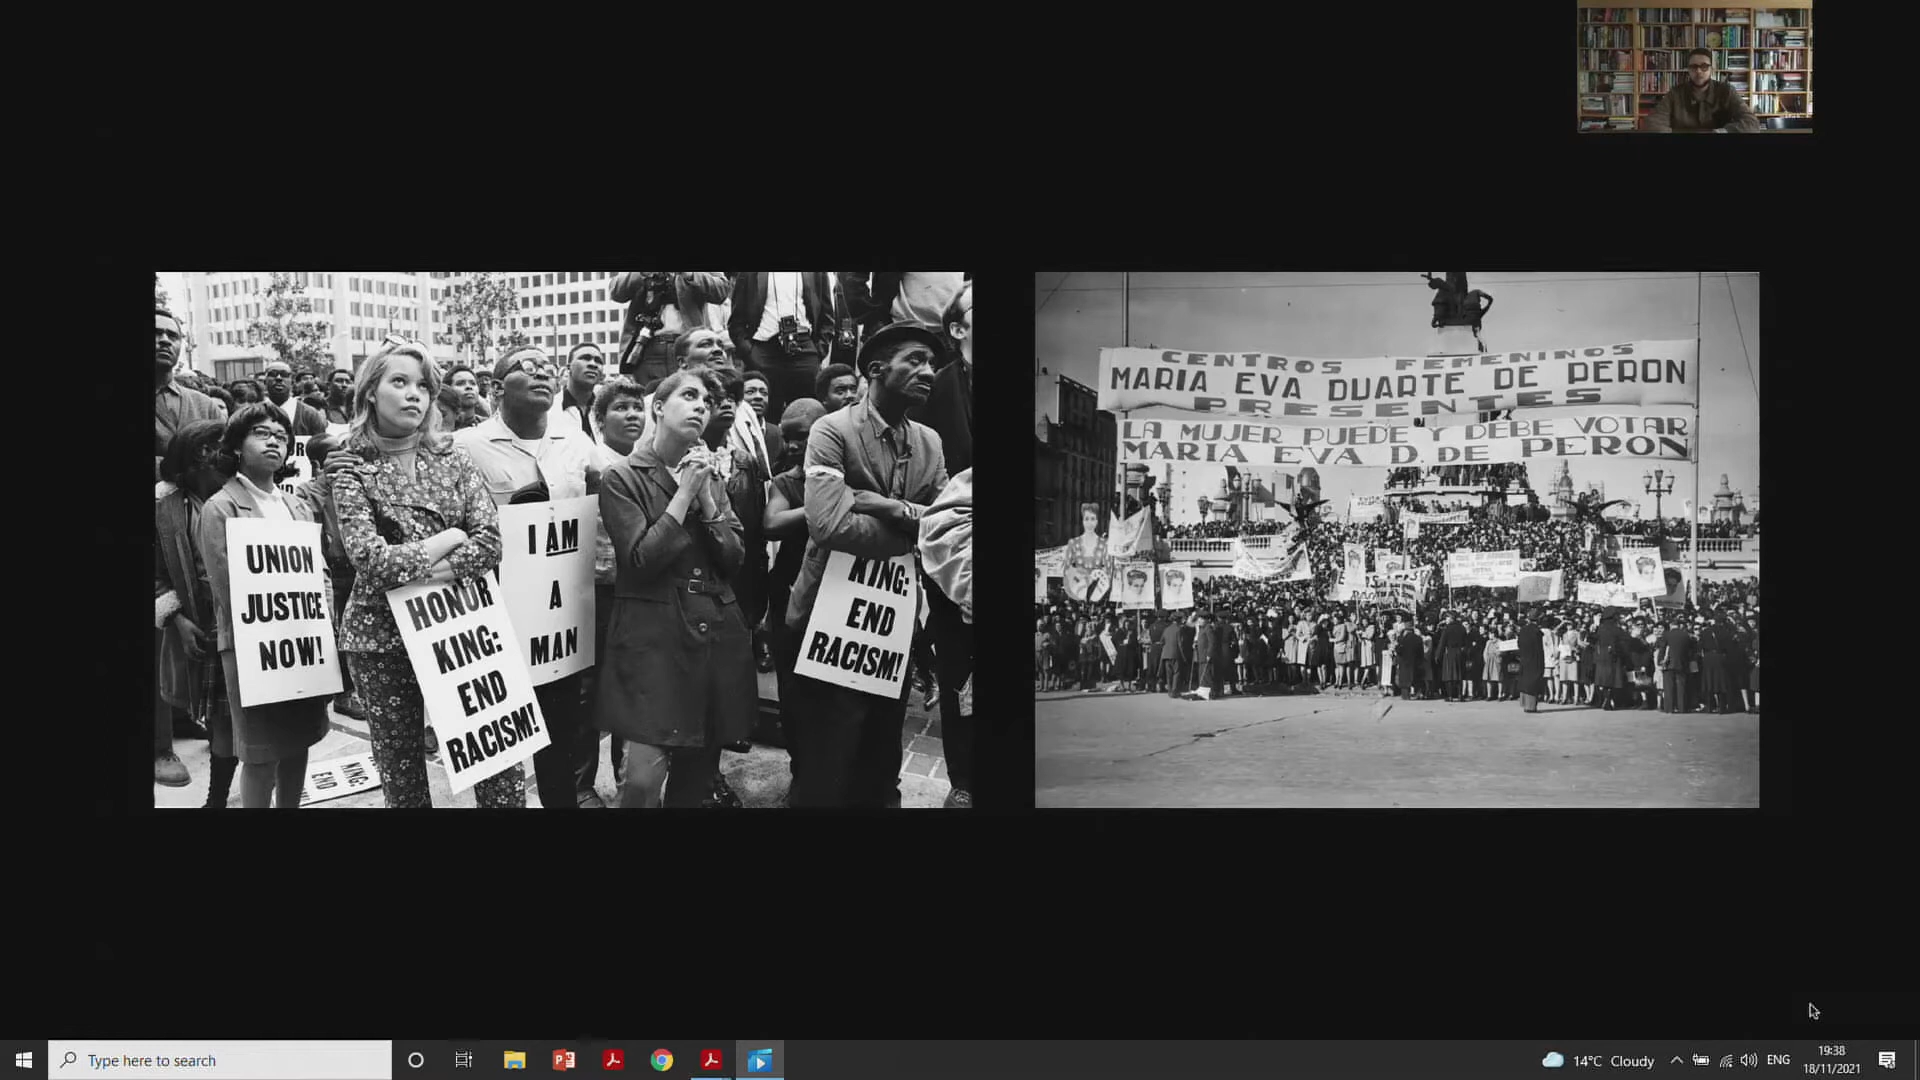 UNION
JUSTICE
NOW!
HONOR
KING:
END
RACISM!
I AM
A
MAN
KING:
END
RACISM!
KING:
END
CENTROS FEMENINOS
MARIA EVA DUARTE DE PERON
PRESENTES
LA MUJER PUEDE Y DEBE VOTAR
MARIA EVA D. DE PERON
Type here to search
14°C Cloudy
ENG
19:38
18/11/2021